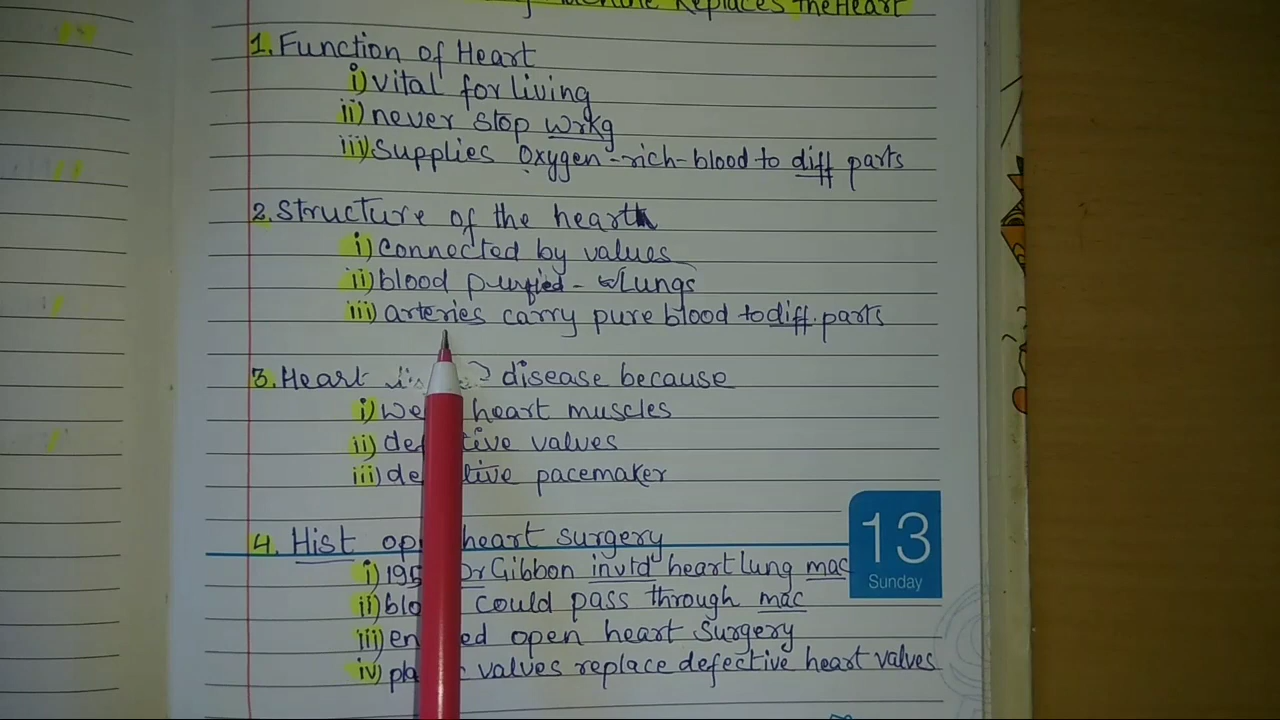 Replaces the Heart
1. Function of Heart
i) vital for living
ii) never stop wrkg
iii) supplies oxygen-rich-blood to diff parts
2. Structure of the heart
i) connected by values
ii) blood purified - lungs
iii) arteries carry pure blood to diff. parts
3. Heart disease because
i) heart muscles
ii) valves
iii) pacemaker
4. Hist heart surgery
i) Dr Gibbon invtd heart lung mac
ii) could pass through mac
iii) open heart surgery
iv) valves replace defective heart valves
13
Sunday